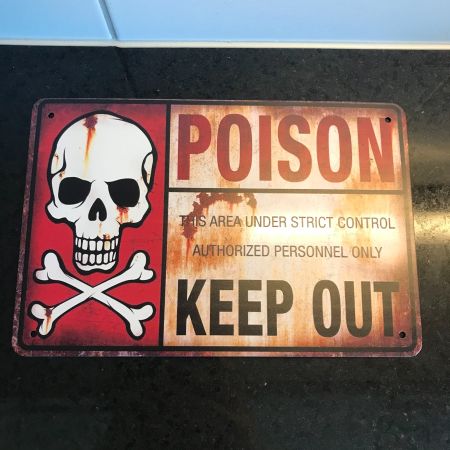 POISON
THIS AREA UNDER STRICT CONTROL
AUTHORIZED PERSONNEL ONLY
KEEP OUT